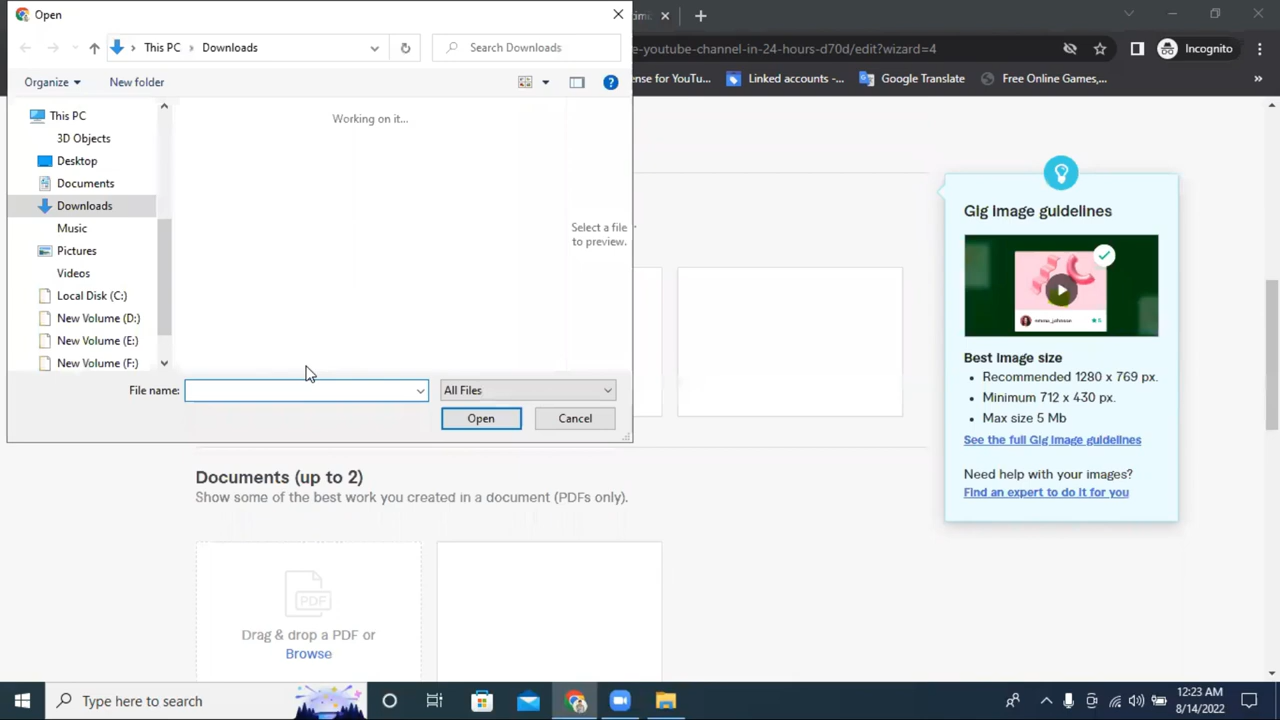 Open
This PC
Downloads
Search Downloads
Organize
New folder
This PC
3D Objects
Desktop
Documents
Downloads
Music
Pictures
Videos
Local Disk (C:)
New Volume (D:)
New Volume (E:)
New Volume (F:)
Working on it...
Select a file
to preview.
File name:
All Files
Open
Cancel
e-youtube-channel-in-24-hours-d70d/edit?wizard=4
Incognito
ense for YouTu...
Linked accounts -...
Google Translate
Free Online Games,...
»
Gig image guidelines
emma_johnson
5
Best image size
• Recommended 1280 x 769 px.
• Minimum 712 x 430 px.
• Max size 5 Mb
See the full Gig image guidelines
Need help with your images?
Find an expert to do it for you
Documents (up to 2)
Show some of the best work you created in a document (PDFs only).
PDF
Drag & drop a PDF or
Browse
Type here to search
12:23 AM
8/14/2022